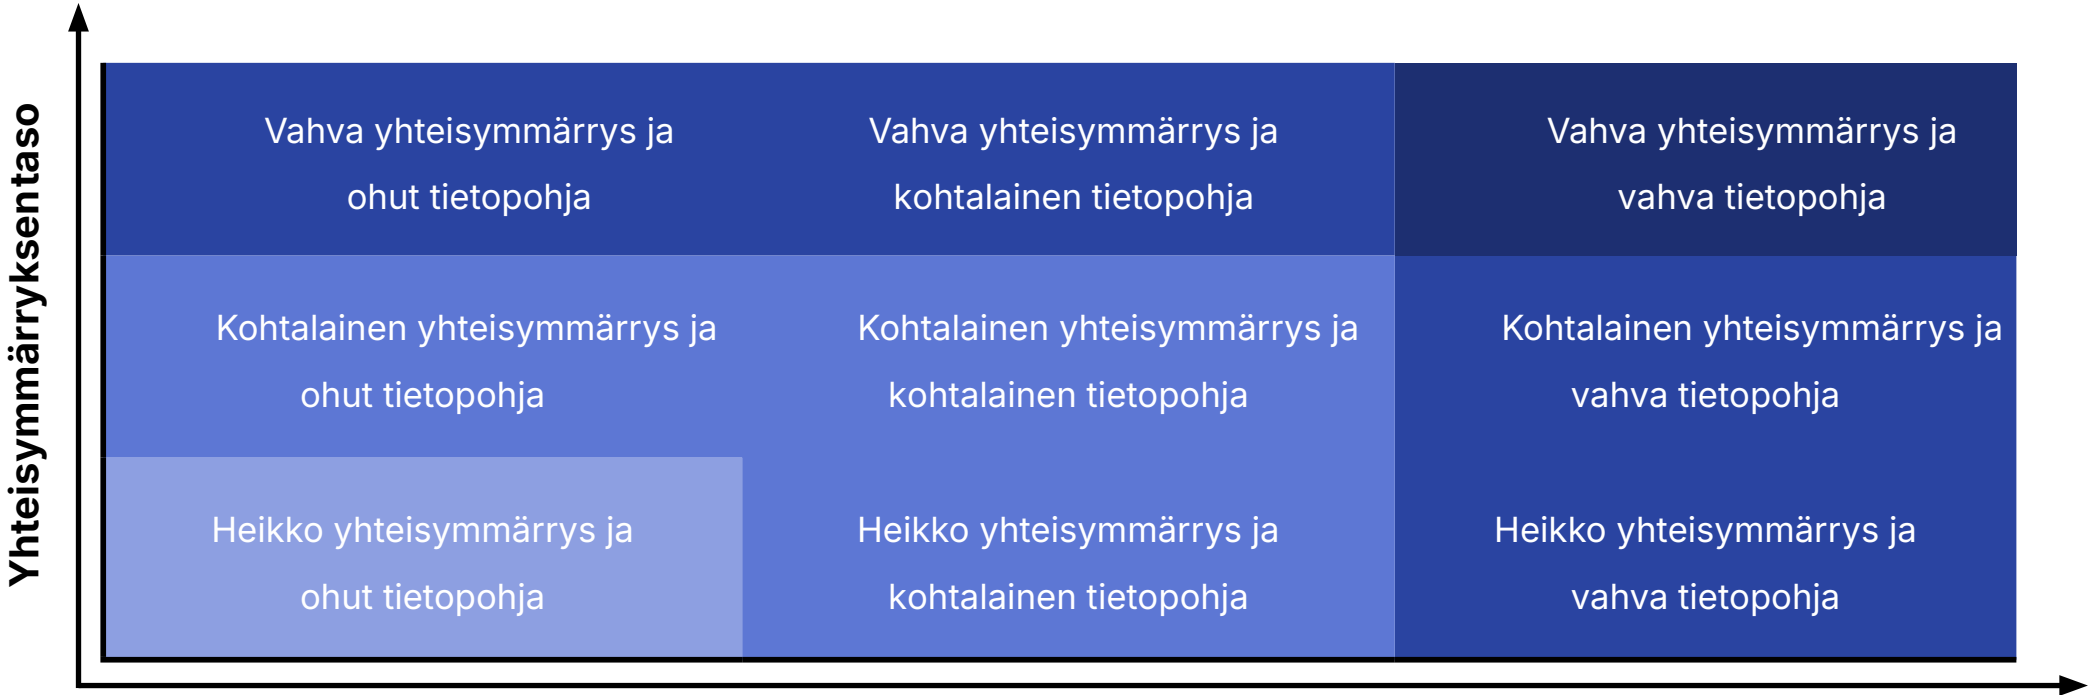 Yhteisymmärryksentaso
Vahva yhteisymmärrys ja
ohut tietopohja
Vahva yhteisymmärrys ja
kohtalainen tietopohja
Vahva yhteisymmärrys ja
vahva tietopohja
Kohtalainen yhteisymmärrys ja
ohut tietopohja
Kohtalainen yhteisymmärrys ja
kohtalainen tietopohja
Kohtalainen yhteisymmärrys ja
vahva tietopohja
Heikko yhteisymmärrys ja
ohut tietopohja
Heikko yhteisymmärrys ja
kohtalainen tietopohja
Heikko yhteisymmärrys ja
vahva tietopohja